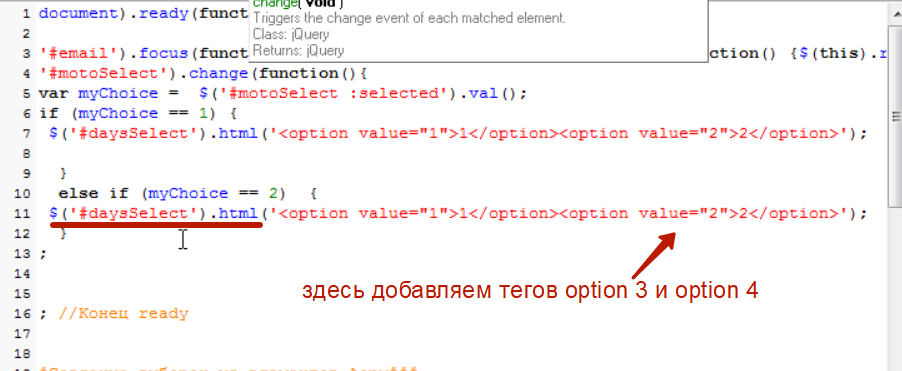 change( void )
Triggers the change event of each matched element.
Class: jQuery
Returns: jQuery
1 document).ready(funct
2
3 '#email').focus(funct ction() {$(this).r
4 '#motoSelect').change(function(){
5 var myChoice = $('#motoSelect :selected').val();
6 if (myChoice == 1) {
7 $('#daysSelect').html('<option value="1">1</option><option value="2">2</option>');
8
9 }
10 else if (myChoice == 2) {
11 $('#daysSelect').html('<option value="1">1</option><option value="2">2</option>');
12 }
13 ;
14
здесь добавляем тегов option 3 и option 4
15
16 ; //Конец ready
17
18